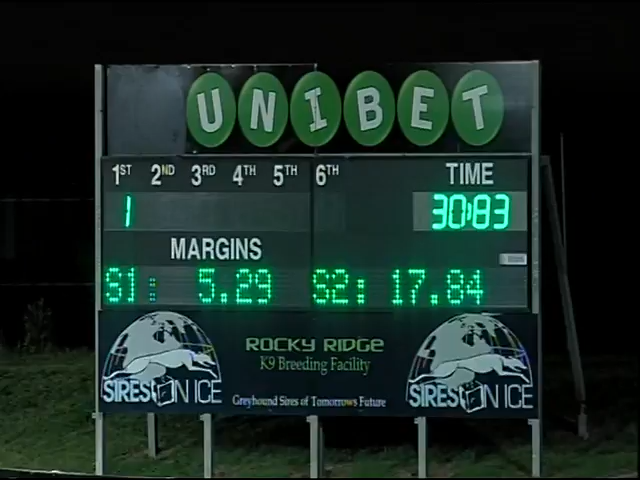 UNIBET
1ST 2ND 3RD 4TH 5TH 6TH TIME
1 30:83
MARGINS
S1: 5.29 S2: 17.84
ROCKY RIDGE
K9 Breeding Facility
SIRES ON ICE SIRES ON ICE
Greyhound Sires of Tomorrows Future